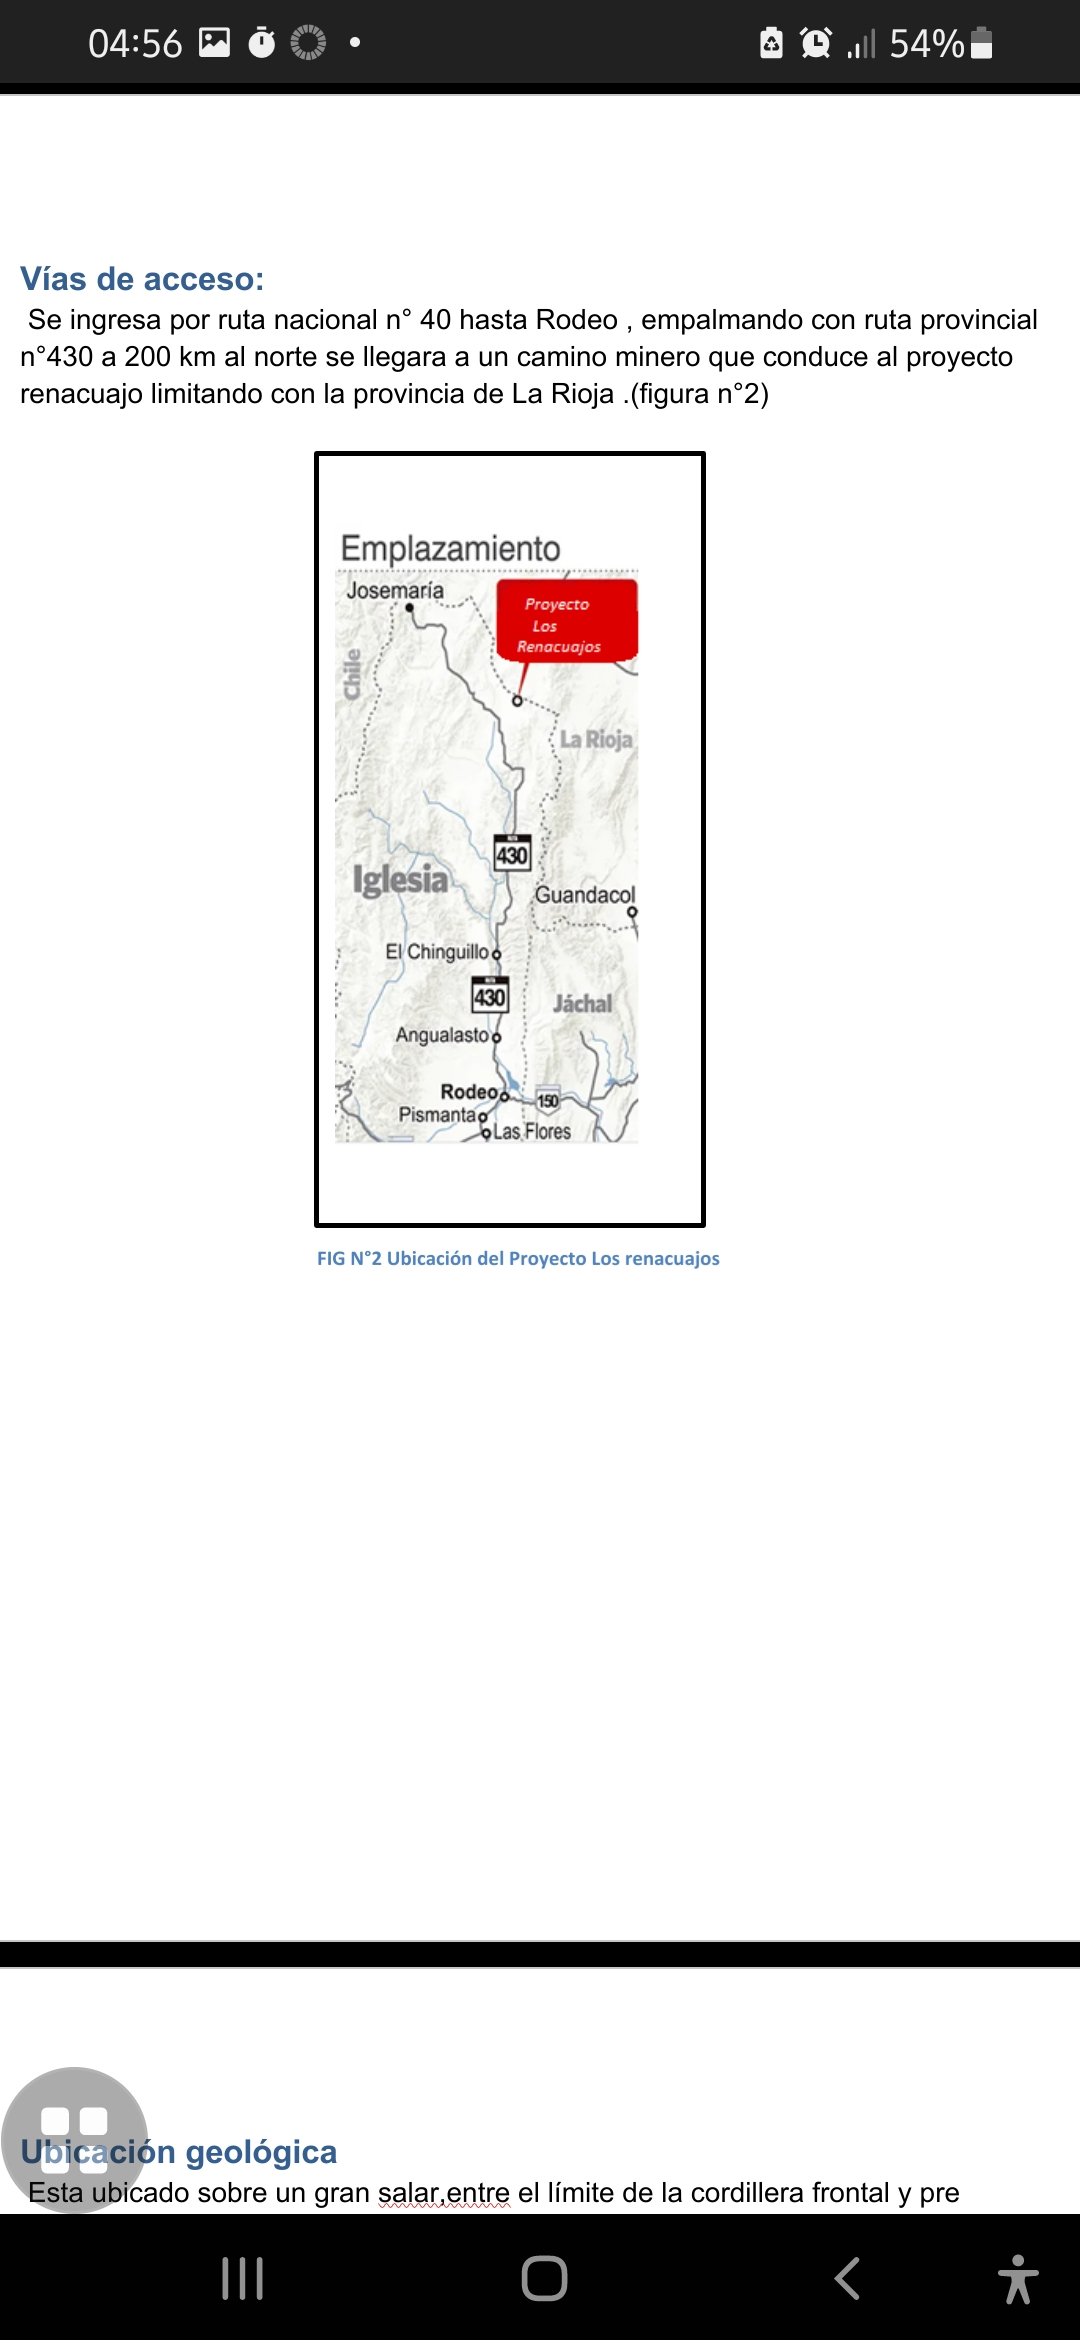 04:56
54%
Vías de acceso:
Se ingresa por ruta nacional n° 40 hasta Rodeo , empalmando con ruta provincial
n°430 a 200 km al norte se llegara a un camino minero que conduce al proyecto
renacuajo limitando con la provincia de La Rioja .(figura n°2)
Emplazamiento
Josemaría
Proyecto
Los
Renacuajos
Chile
La Rioja
430
Iglesia
Guandacol
El Chinguillo
430
Jáchal
Angualasto
Rodeo
150
Pismanta
Las Flores
FIG N°2 Ubicación del Proyecto Los renacuajos
Ubicación geológica
Esta ubicado sobre un gran salar,entre el límite de la cordillera frontal y pre